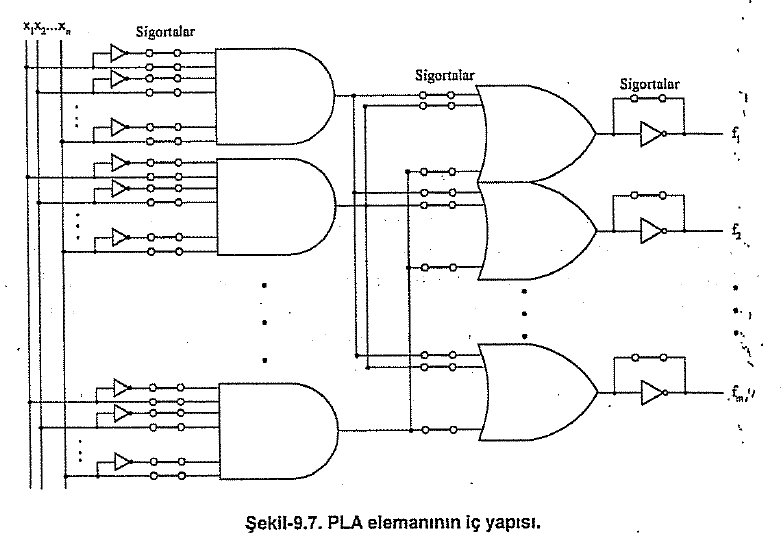 x₁x₂...xₙ
Sigortalar
Sigortalar
Sigortalar
f₁
f₂
fₘ
Şekil-9.7. PLA elemanının iç yapısı.